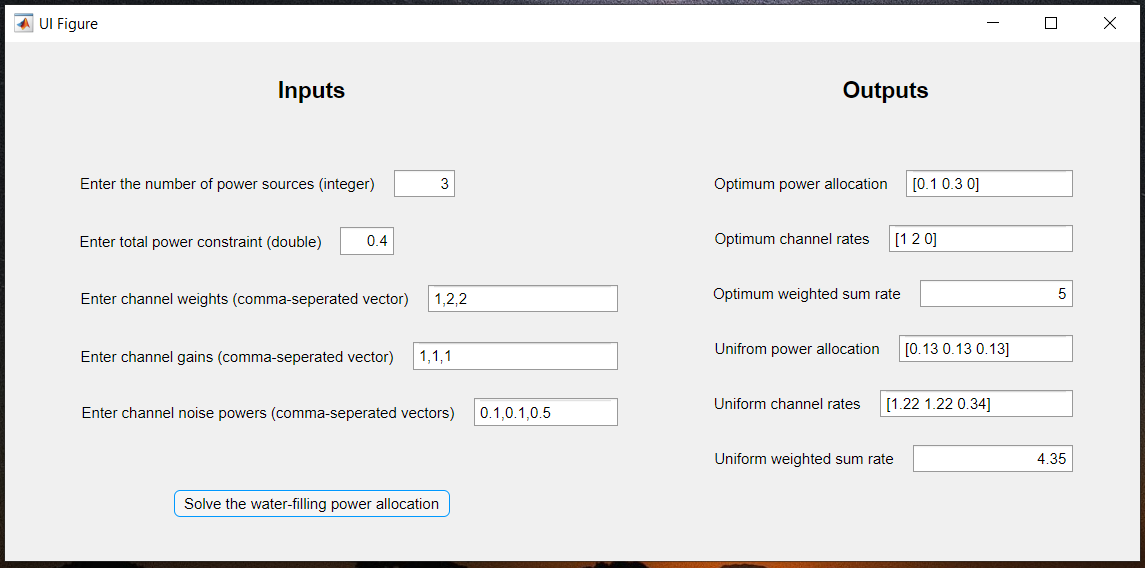 UI Figure
Inputs
Enter the number of power sources (integer) 3
Enter total power constraint (double) 0.4
Enter channel weights (comma-seperated vector) 1,2,2
Enter channel gains (comma-seperated vector) 1,1,1
Enter channel noise powers (comma-seperated vectors) 0.1,0.1,0.5
Solve the water-filling power allocation
Outputs
Optimum power allocation [0.1 0.3 0]
Optimum channel rates [1 2 0]
Optimum weighted sum rate 5
Unifrom power allocation [0.13 0.13 0.13]
Uniform channel rates [1.22 1.22 0.34]
Uniform weighted sum rate 4.35